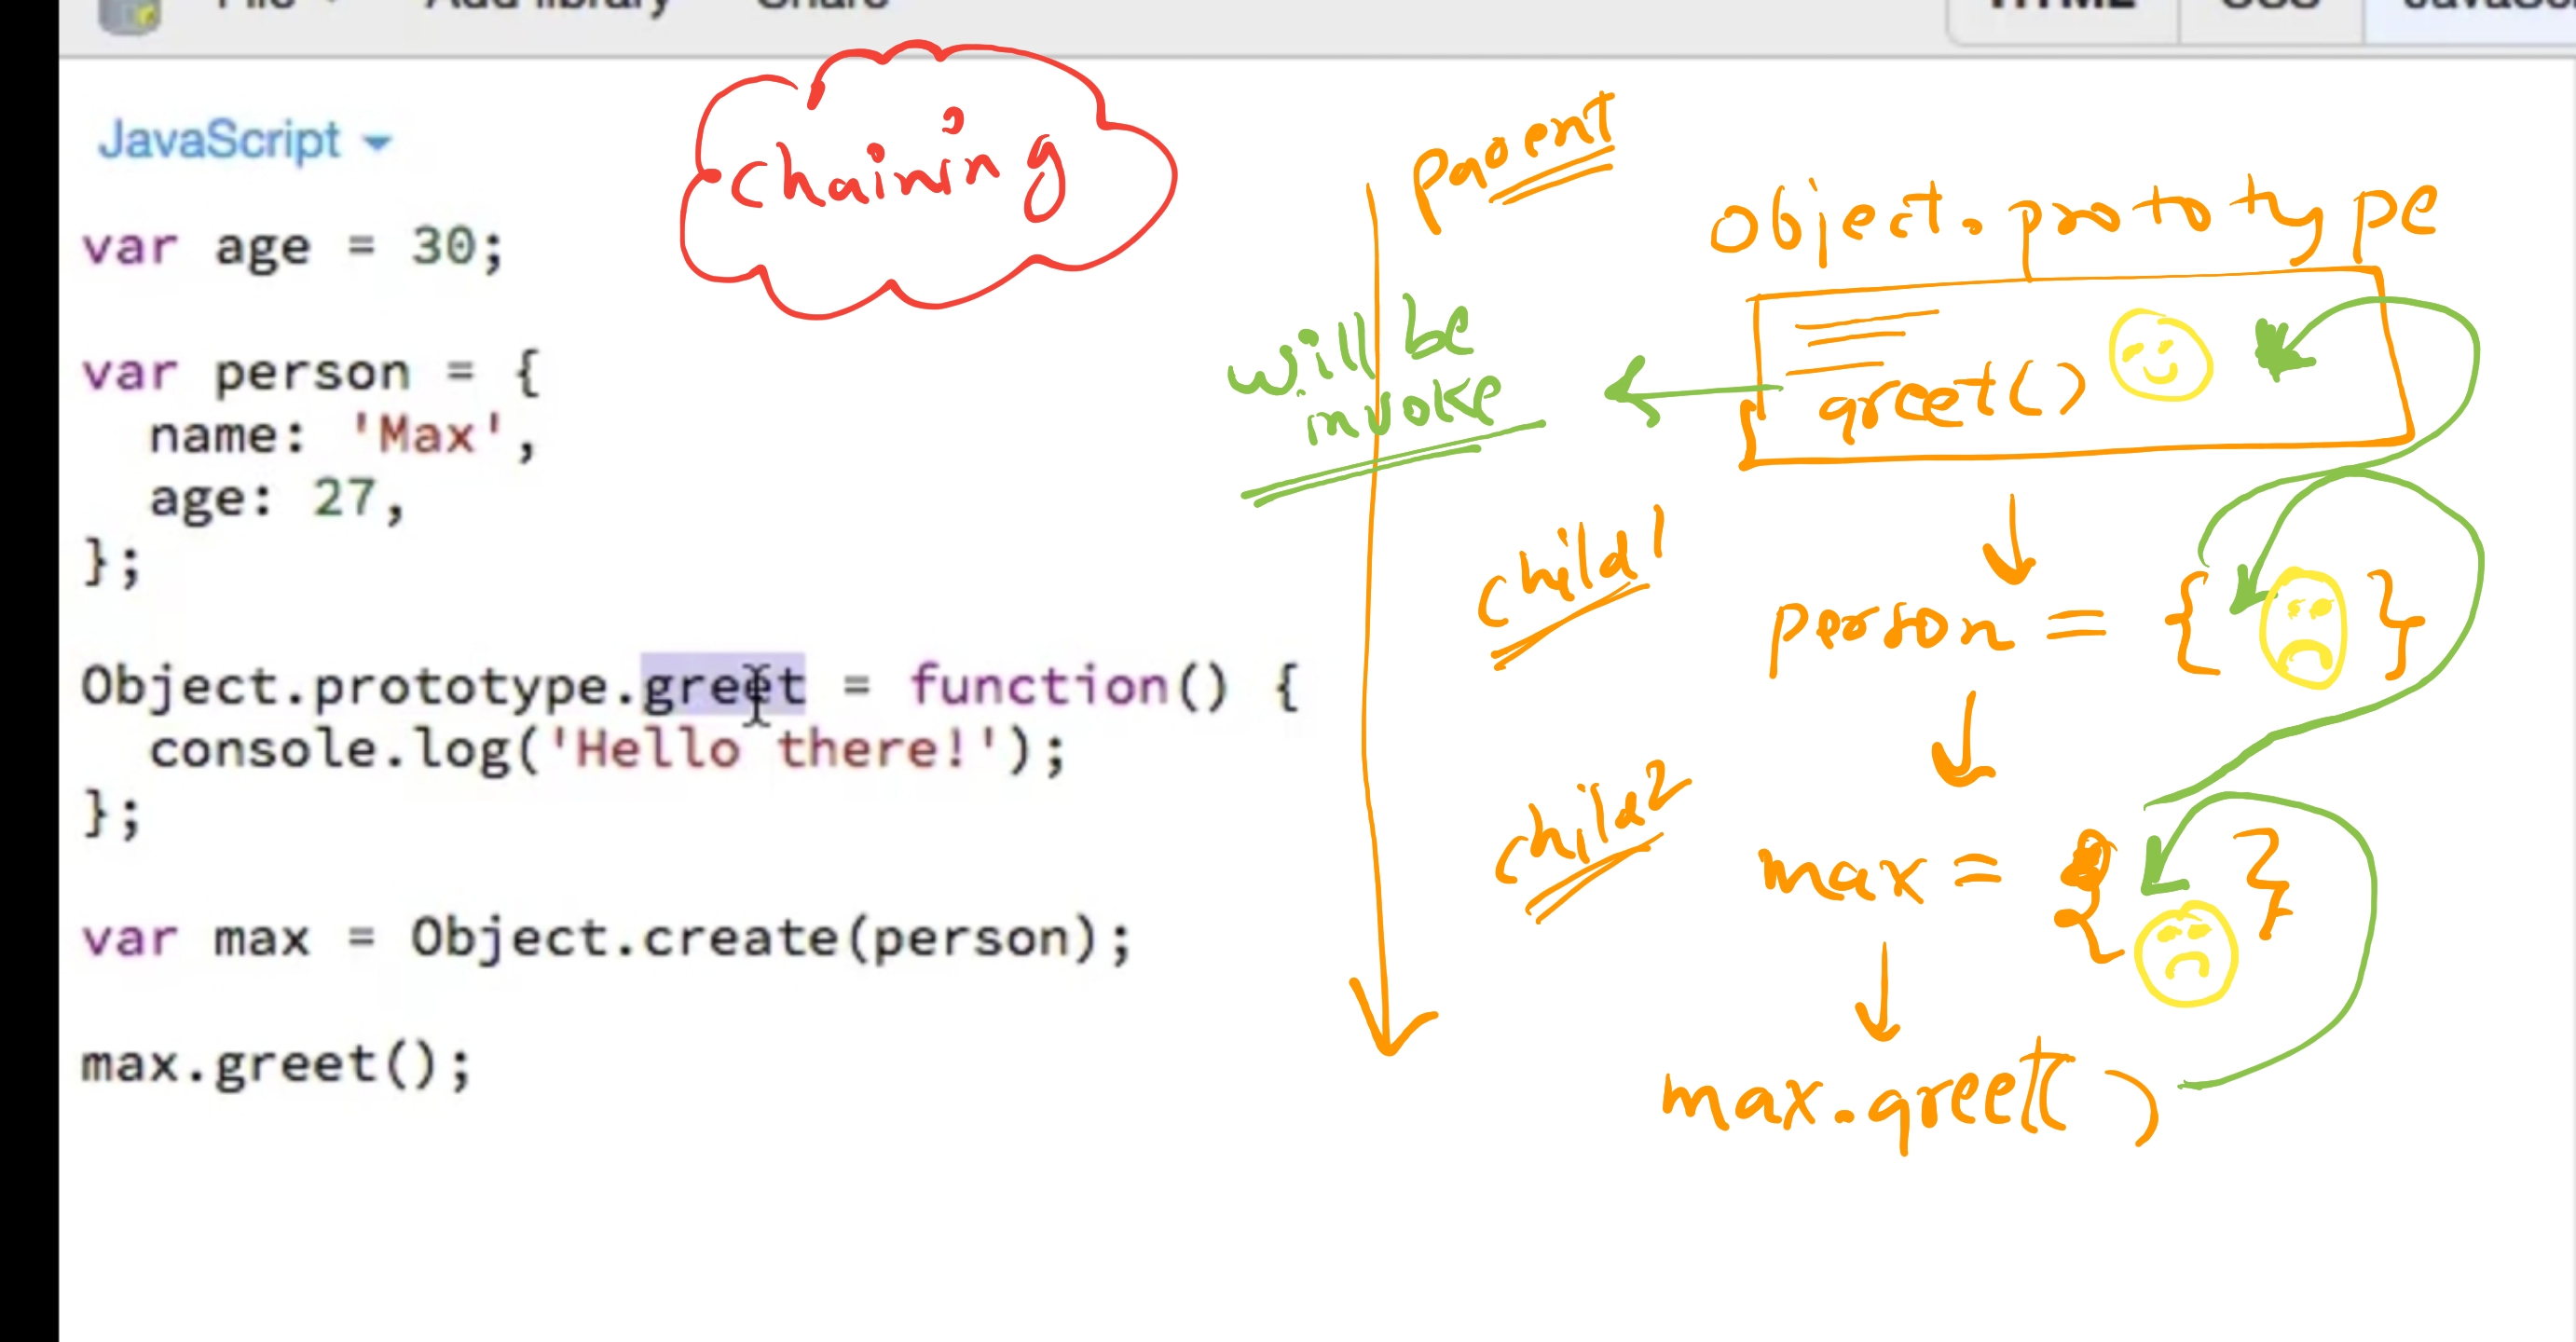 File Add library Share
HTML CSS JavaSc
JavaScript
var age = 30;
var person = {
name: 'Max',
age: 27,
};
Object.prototype.greet = function() {
console.log('Hello there!');
};
var max = Object.create(person);
max.greet();
chaining
parent
object.prototype
greet()
will be
invoke
child1
person = { }
child2
max = { }
max.greet()